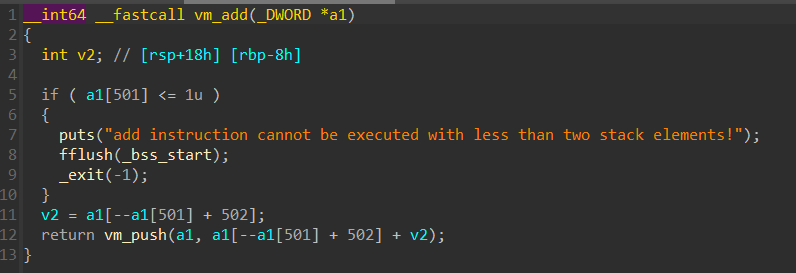 1 __int64 __fastcall vm_add(_DWORD *a1)
2 {
3   int v2; // [rsp+18h] [rbp-8h]
4
5   if ( a1[501] <= 1u )
6   {
7     puts("add instruction cannot be executed with less than two stack elements!");
8     fflush(_bss_start);
9     _exit(-1);
10   }
11   v2 = a1[--a1[501] + 502];
12   return vm_push(a1, a1[--a1[501] + 502] + v2);
13 }